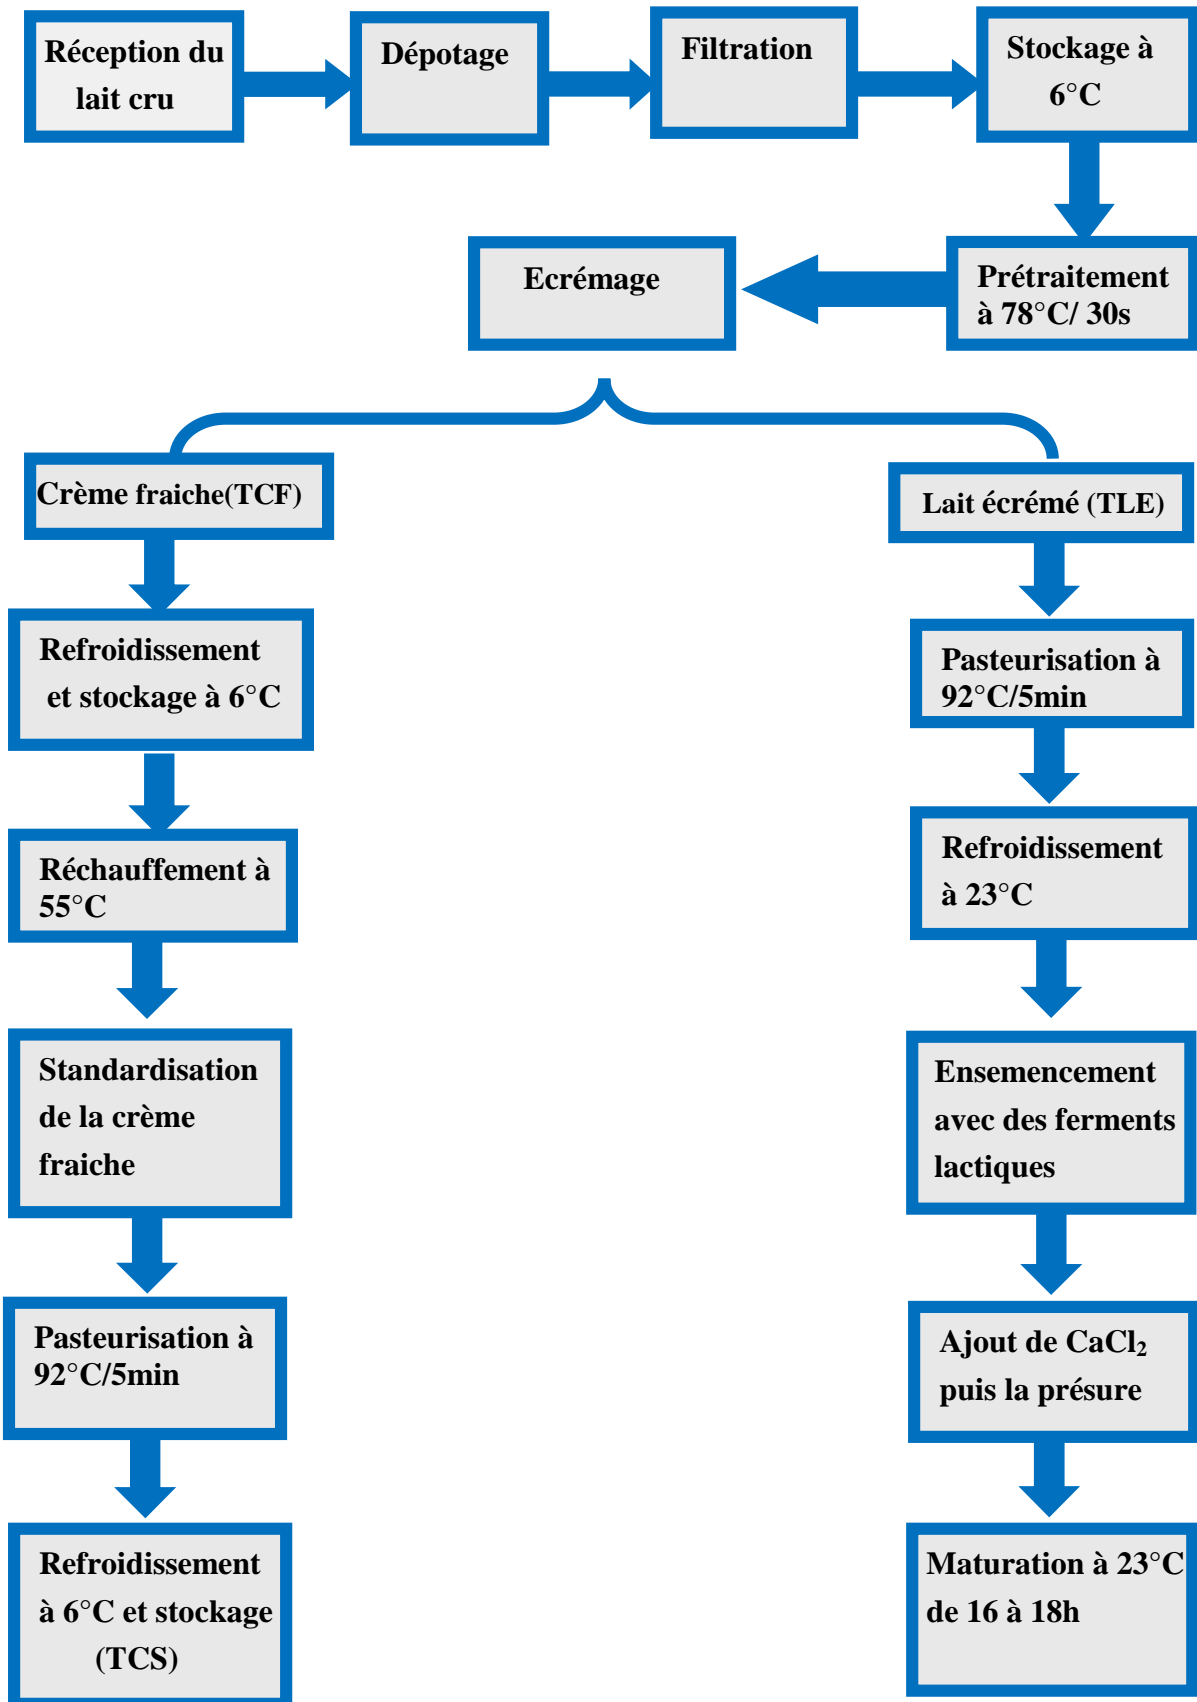 Réception du
lait cru
Dépotage
Filtration
Stockage à
6°C
Prétraitement
à 78°C/ 30s
Ecrémage
Crème fraiche(TCF)
Refroidissement
et stockage à 6°C
Réchauffement à
55°C
Standardisation
de la crème
fraiche
Pasteurisation à
92°C/5min
Refroidissement
à 6°C et stockage
(TCS)
Lait écrémé (TLE)
Pasteurisation à
92°C/5min
Refroidissement
à 23°C
Ensemencement
avec des ferments
lactiques
Ajout de CaCl₂
puis la présure
Maturation à 23°C
de 16 à 18h